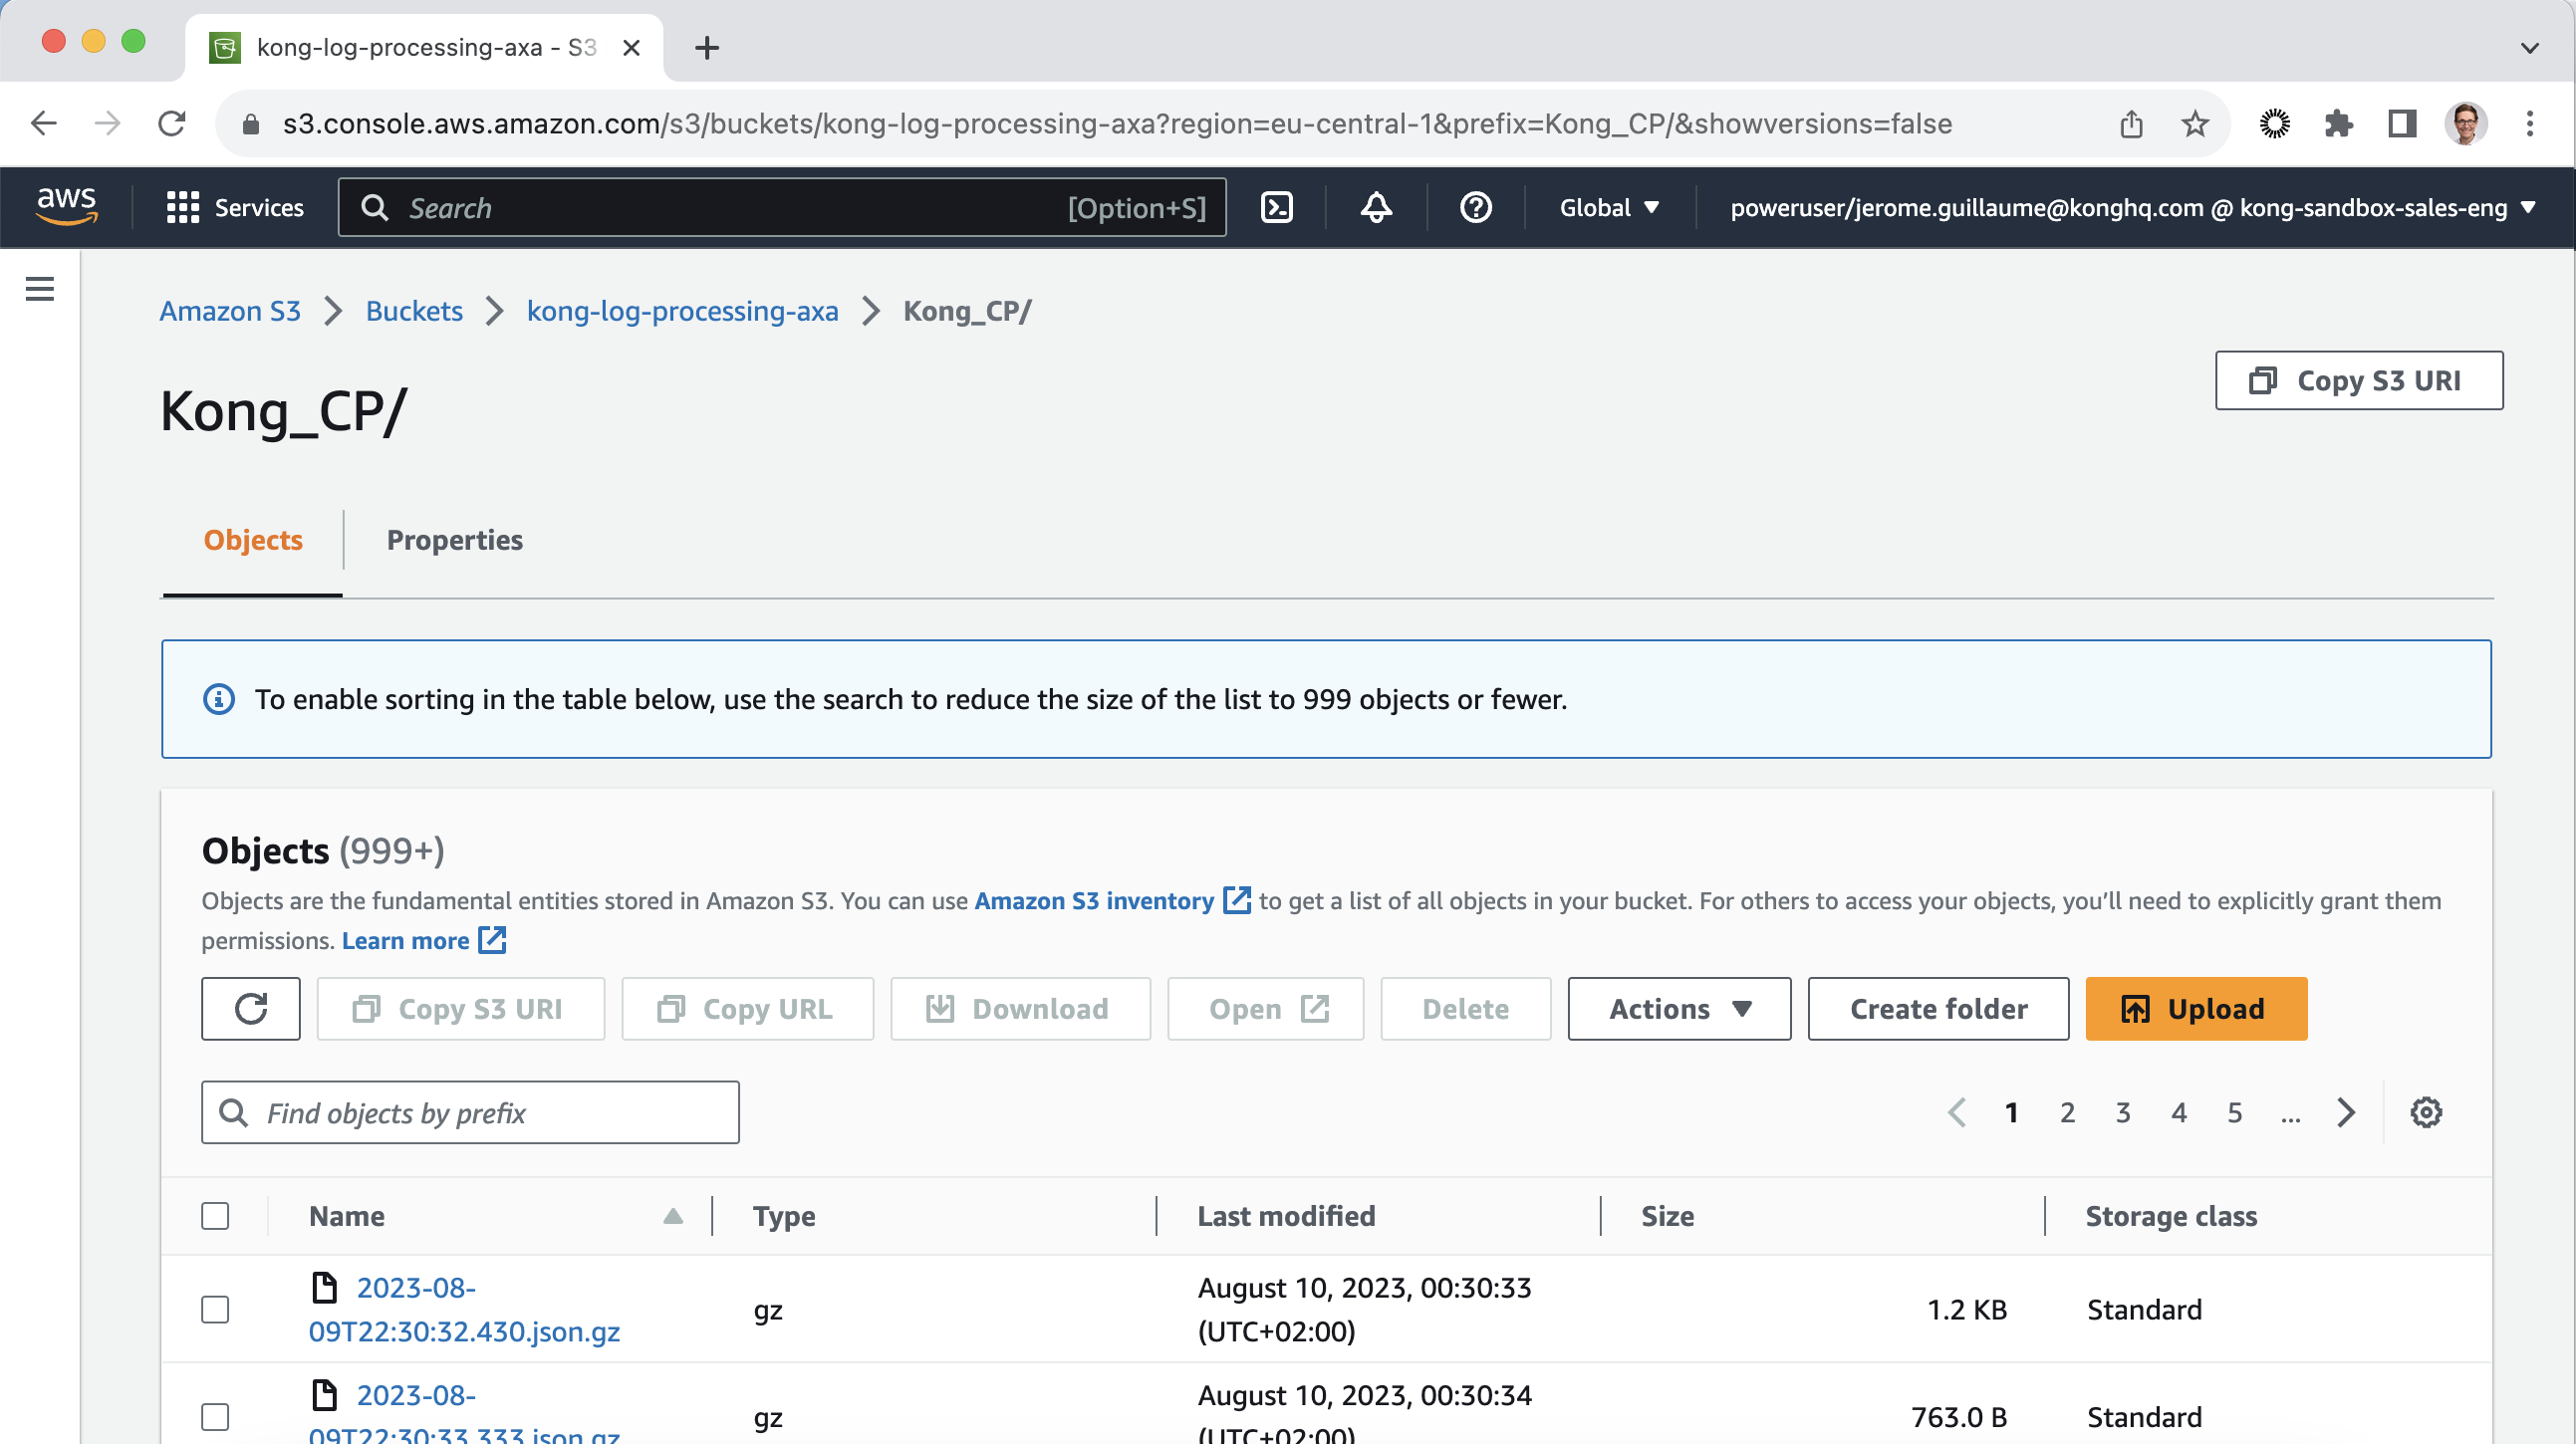 kong-log-processing-axa - S3
s3.console.aws.amazon.com/s3/buckets/kong-log-processing-axa?region=eu-central-1&prefix=Kong_CP/&showversions=false
aws Services Search [Option+S] Global poweruser/jerome.guillaume@konghq.com @ kong-sandbox-sales-eng
Amazon S3 Buckets kong-log-processing-axa Kong_CP/
Copy S3 URI
Kong_CP/
Objects Properties
To enable sorting in the table below, use the search to reduce the size of the list to 999 objects or fewer.
Objects (999+)
Objects are the fundamental entities stored in Amazon S3. You can use Amazon S3 inventory to get a list of all objects in your bucket. For others to access your objects, you’ll need to explicitly grant them
permissions. Learn more
Copy S3 URI Copy URL Download Open Delete Actions Create folder Upload
Find objects by prefix 1 2 3 4 5 ...
Name Type Last modified Size Storage class
2023-08-
09T22:30:32.430.json.gz gz August 10, 2023, 00:30:33
(UTC+02:00) 1.2 KB Standard
2023-08-
09T22:30:33.333.json.gz gz August 10, 2023, 00:30:34
(UTC+02:00) 763.0 B Standard